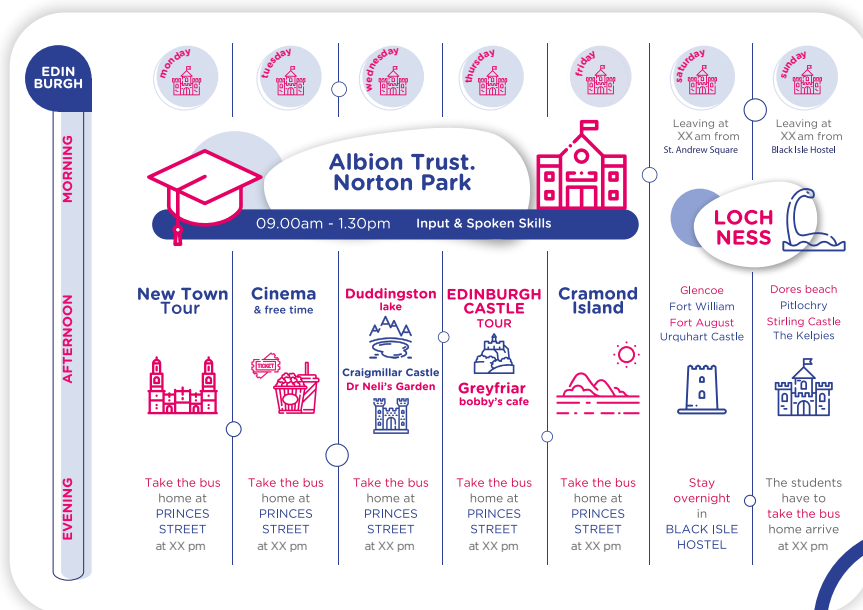 EDIN
BURGH
monday
tuesday
wednesday
thursday
friday
saturday
sunday
Leaving at
XX am from
St. Andrew Square
Leaving at
XX am from
Black Isle Hostel
MORNING
Albion Trust.
Norton Park
09.00am - 1.30pm Input & Spoken Skills
LOCH
NESS
AFTERNOON
New Town
Tour
Cinema
& free time
TICKET
Duddingston
lake
Craigmillar Castle
Dr Neli's Garden
EDINBURGH
CASTLE
TOUR
Greyfriar
bobby's cafe
Cramond
Island
Glencoe
Fort William
Fort August
Urquhart Castle
Dores beach
Pitlochry
Stirling Castle
The Kelpies
EVENING
Take the bus
home at
PRINCES
STREET
at XX pm
Take the bus
home at
PRINCES
STREET
at XX pm
Take the bus
home at
PRINCES
STREET
at XX pm
Take the bus
home at
PRINCES
STREET
at XX pm
Take the bus
home at
PRINCES
STREET
at XX pm
Stay
overnight
in
BLACK ISLE
HOSTEL
The students
have to
take the bus
home arrive
at XX pm